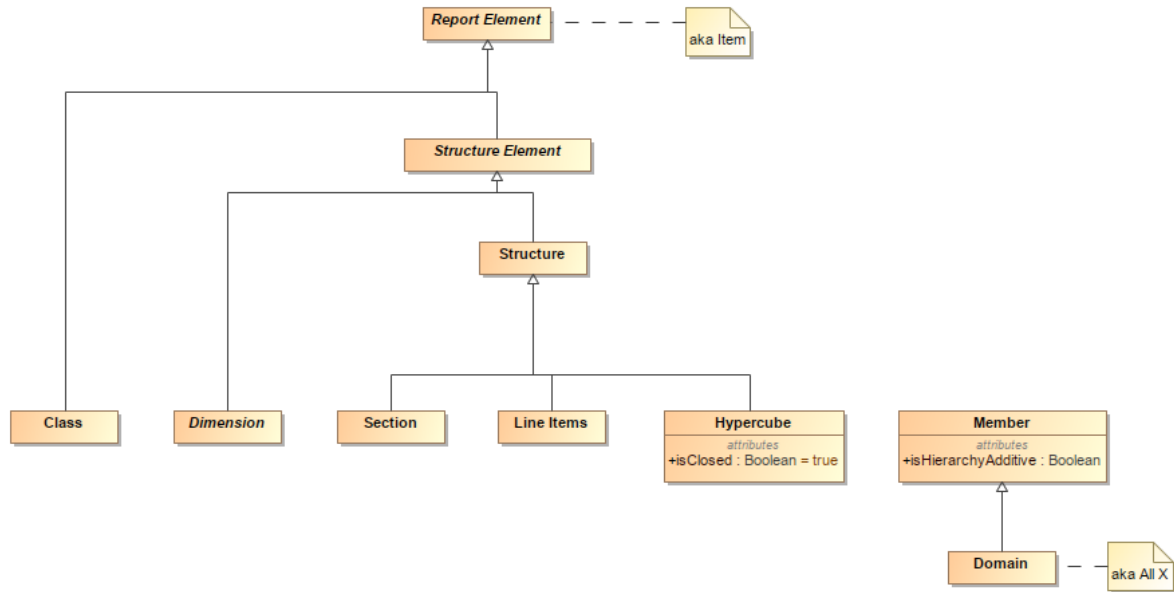 Report Element
aka Item
Structure Element
Structure
Class
Dimension
Section
Line Items
Hypercube
attributes
+isClosed : Boolean = true
Member
attributes
+isHierarchyAdditive : Boolean
Domain
aka All X